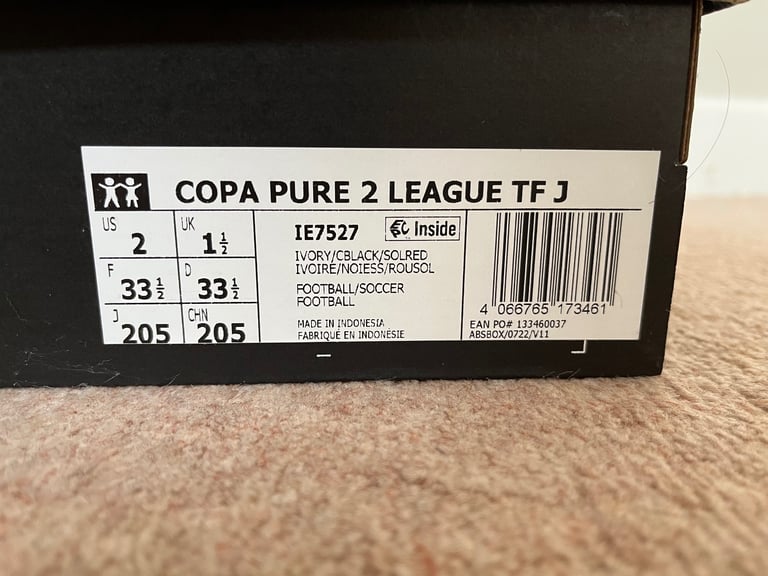 COPA PURE 2 LEAGUE TF J
US 2 UK 1½
F 33½ D 33½
J 205 CHN 205
IE7527 Inside
IVORY/CBLACK/SOLRED
IVOIRE/NOIESS/ROUSOL
FOOTBALL/SOCCER
FOOTBALL
MADE IN INDONESIA
FABRIQUÉ EN INDONÉSIE
4 066765 173461
EAN PO# 133460037
ABSBOX/0722/V11